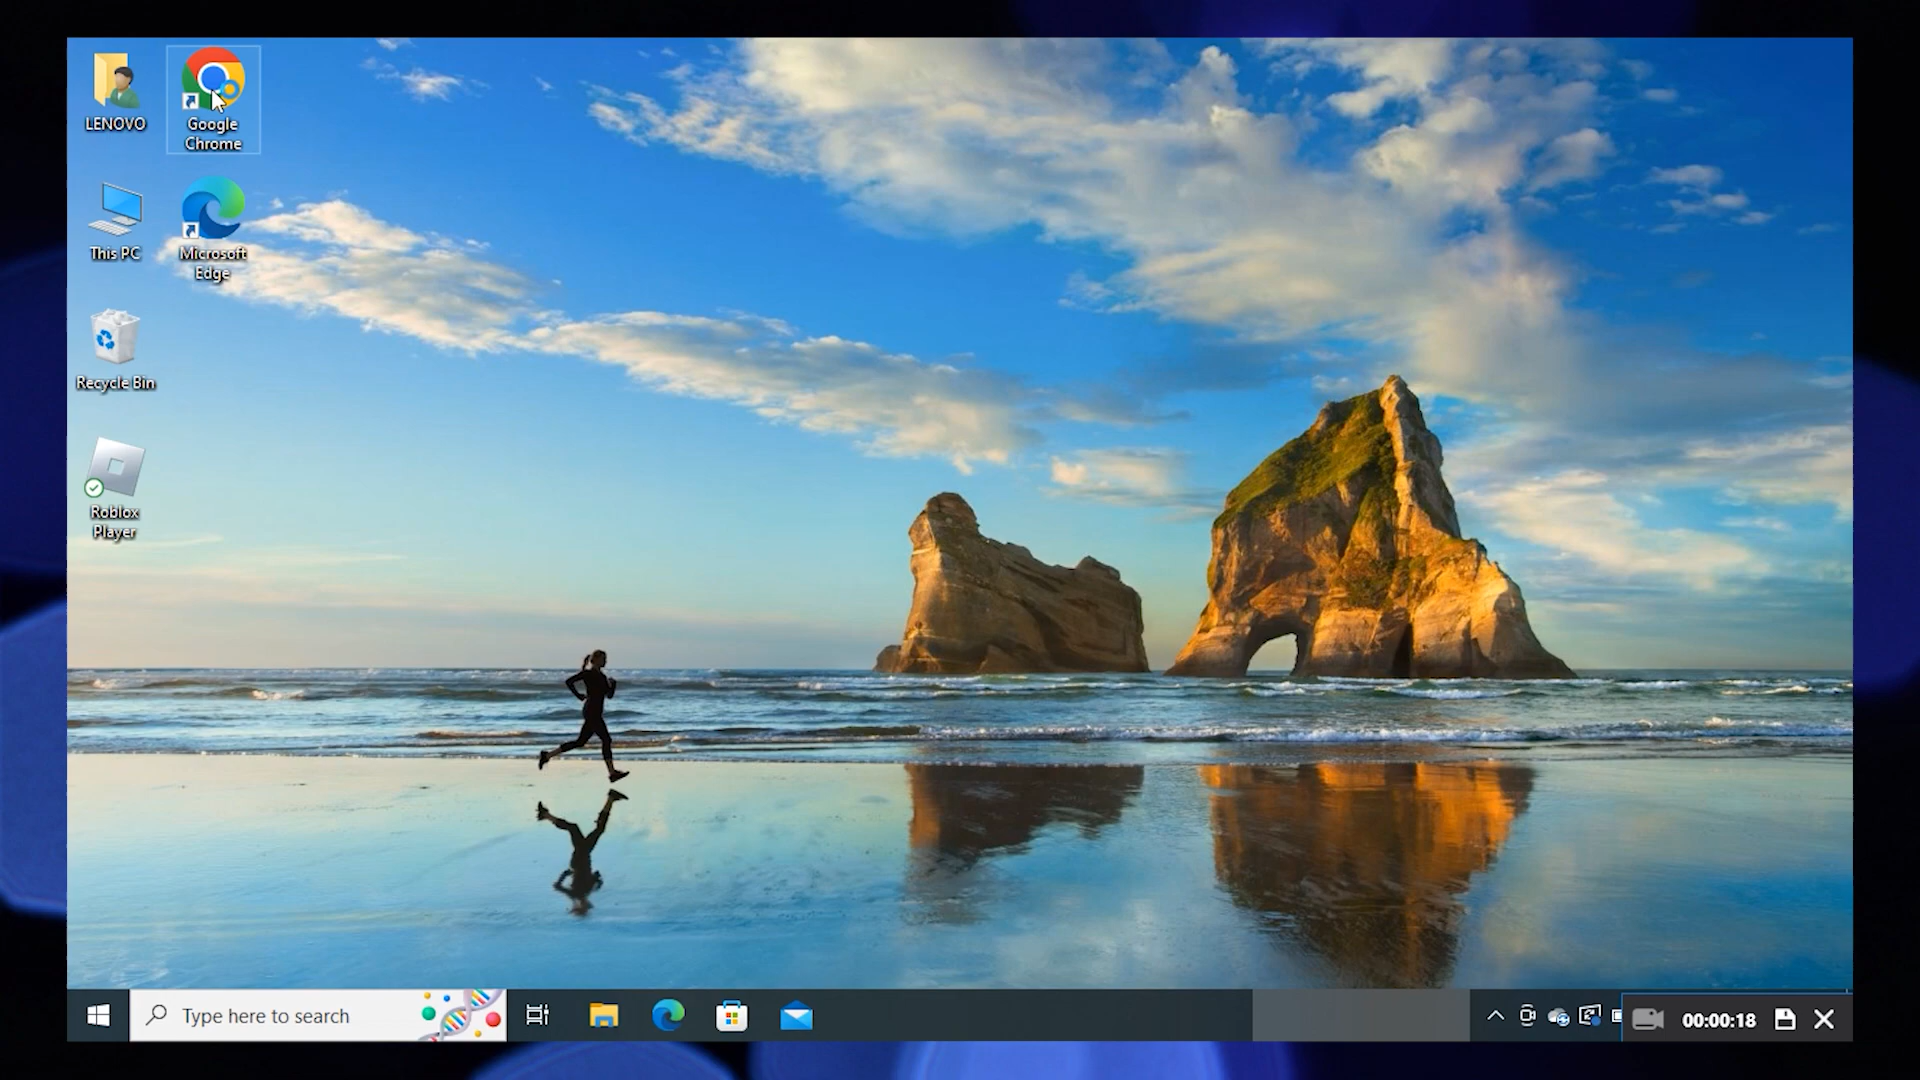 LENOVO
Google
Chrome
This PC
Microsoft
Edge
Recycle Bin
Roblox
Player
Type here to search
00:00:18